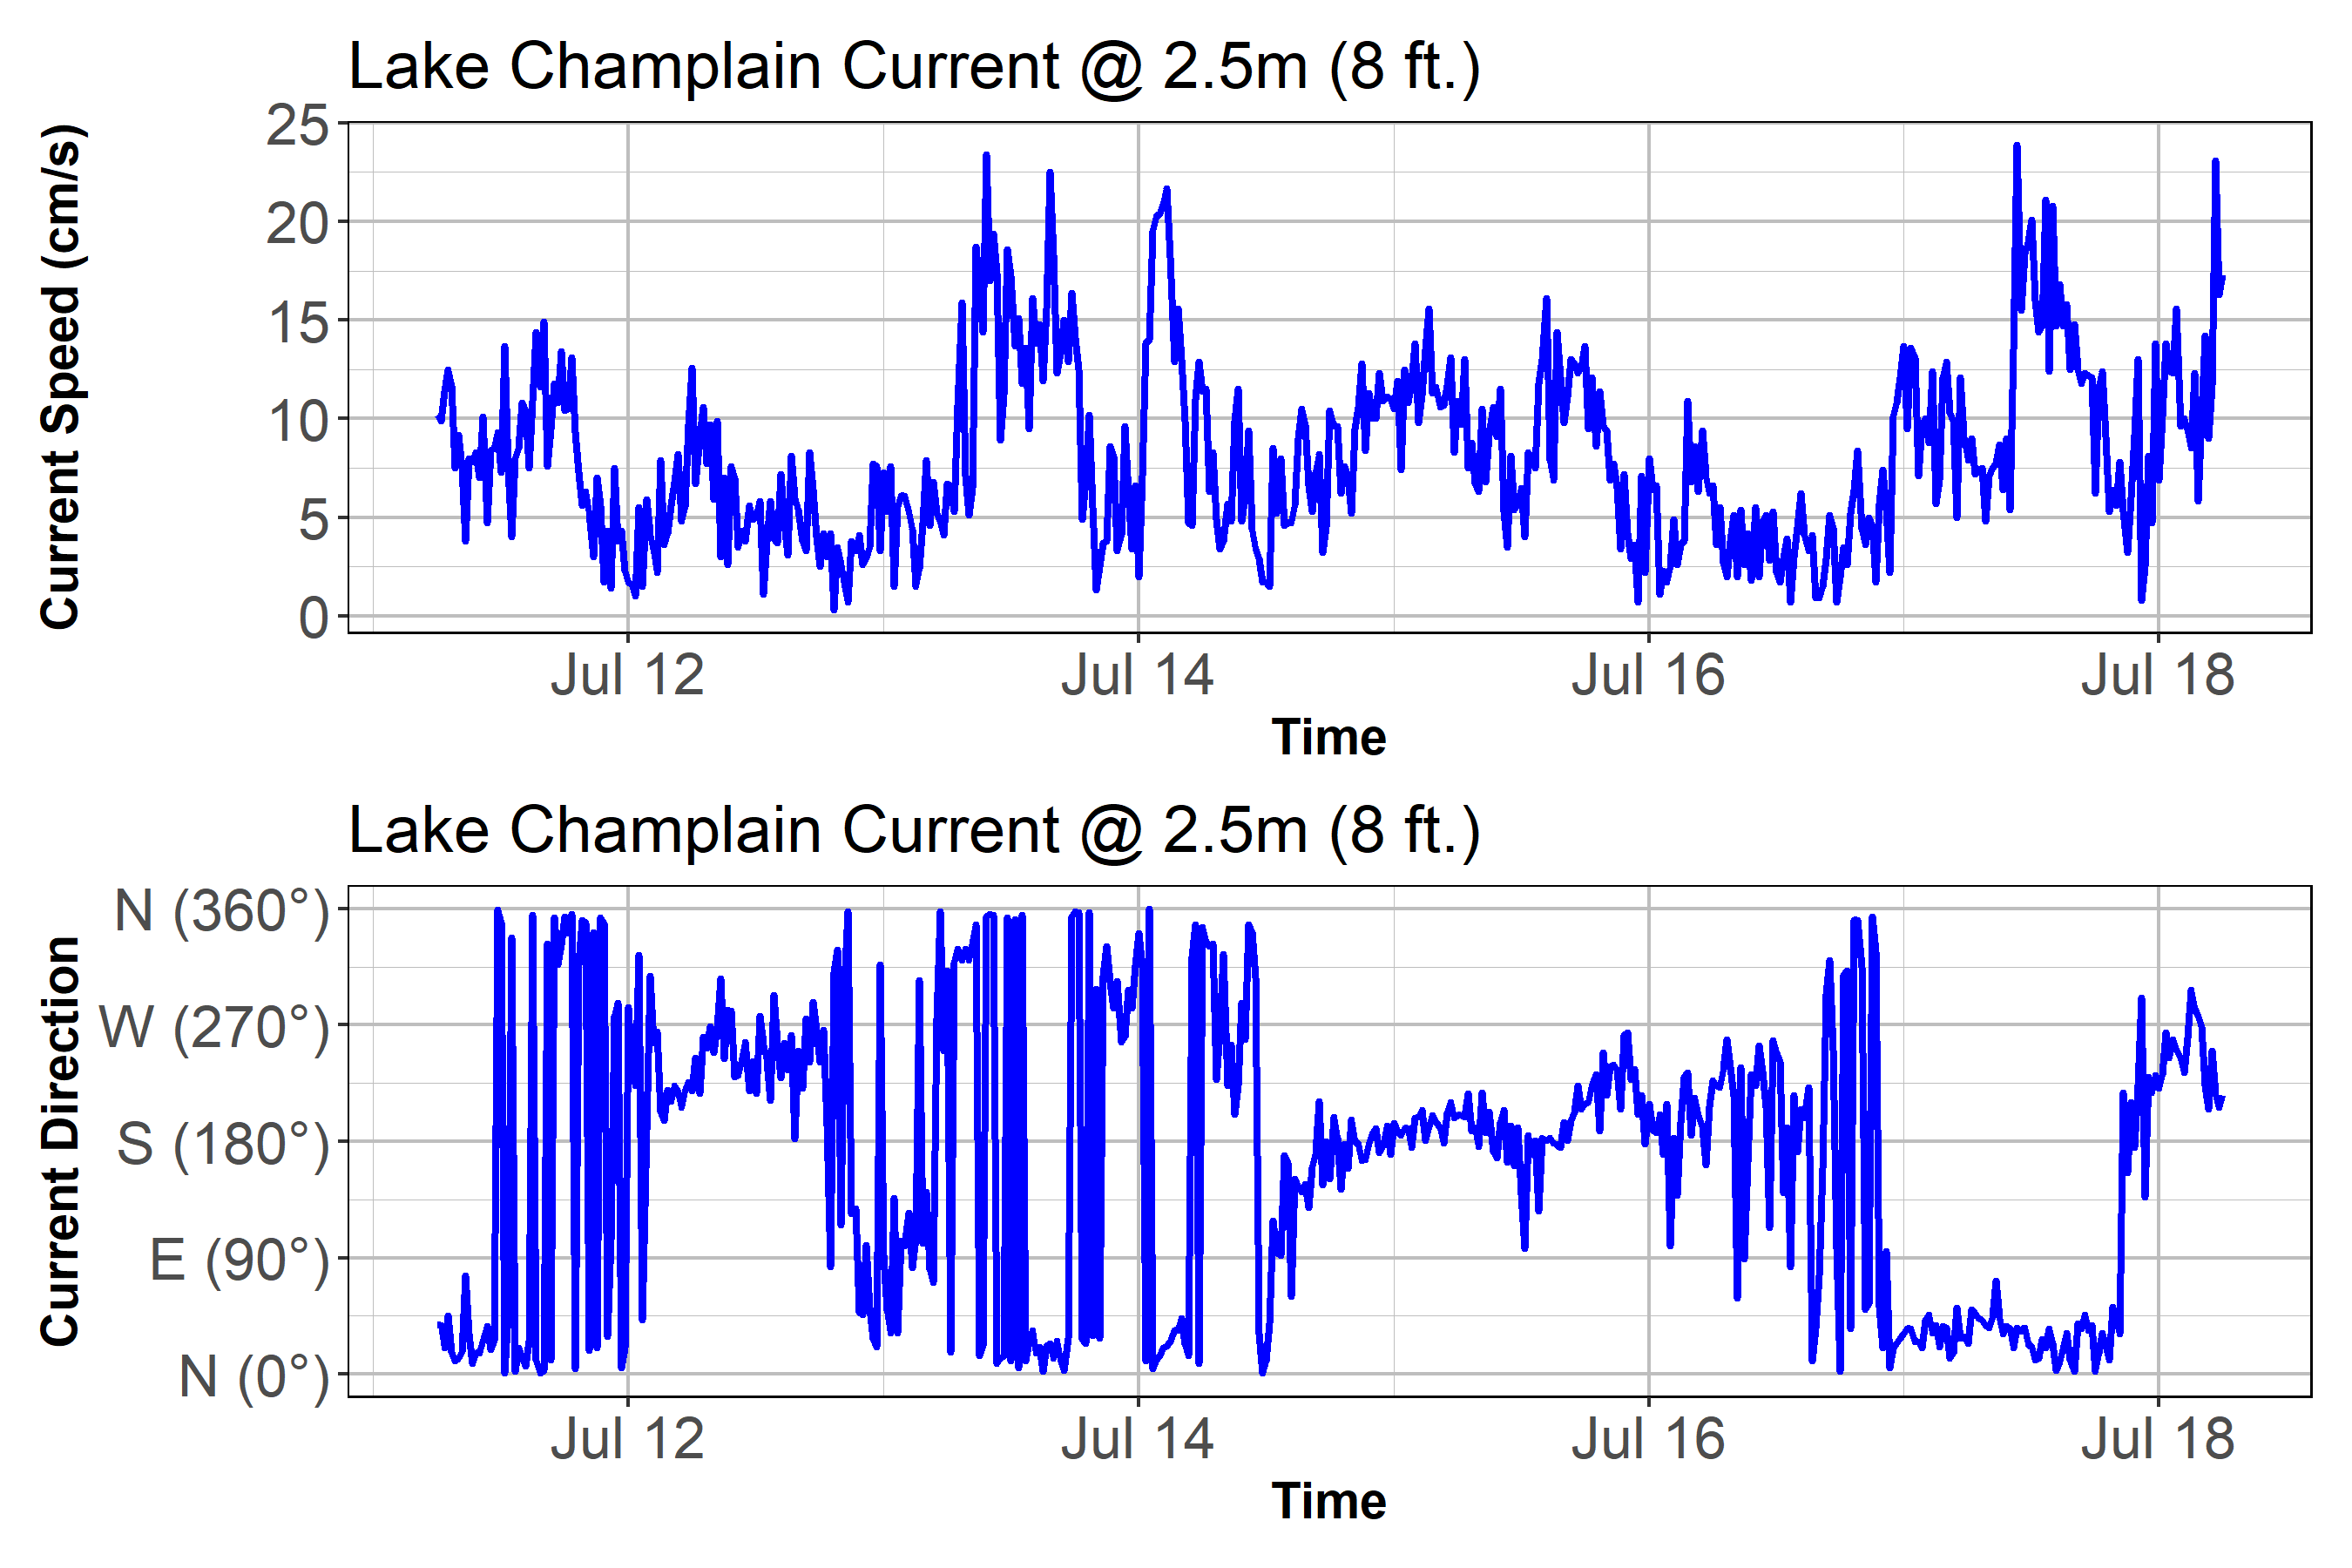 Lake Champlain Current @ 2.5m (8 ft.)
Current Speed (cm/s)
25
20
15
10
5
0
Jul 12 Jul 14 Jul 16 Jul 18
Time
Lake Champlain Current @ 2.5m (8 ft.)
Current Direction
N (360°)
W (270°)
S (180°)
E (90°)
N (0°)
Jul 12 Jul 14 Jul 16 Jul 18
Time